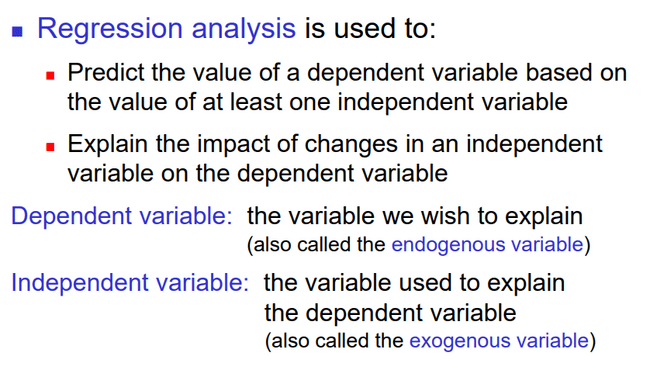 Regression analysis is used to:
Predict the value of a dependent variable based on
the value of at least one independent variable
Explain the impact of changes in an independent
variable on the dependent variable
Dependent variable: the variable we wish to explain
(also called the endogenous variable)
Independent variable: the variable used to explain
the dependent variable
(also called the exogenous variable)